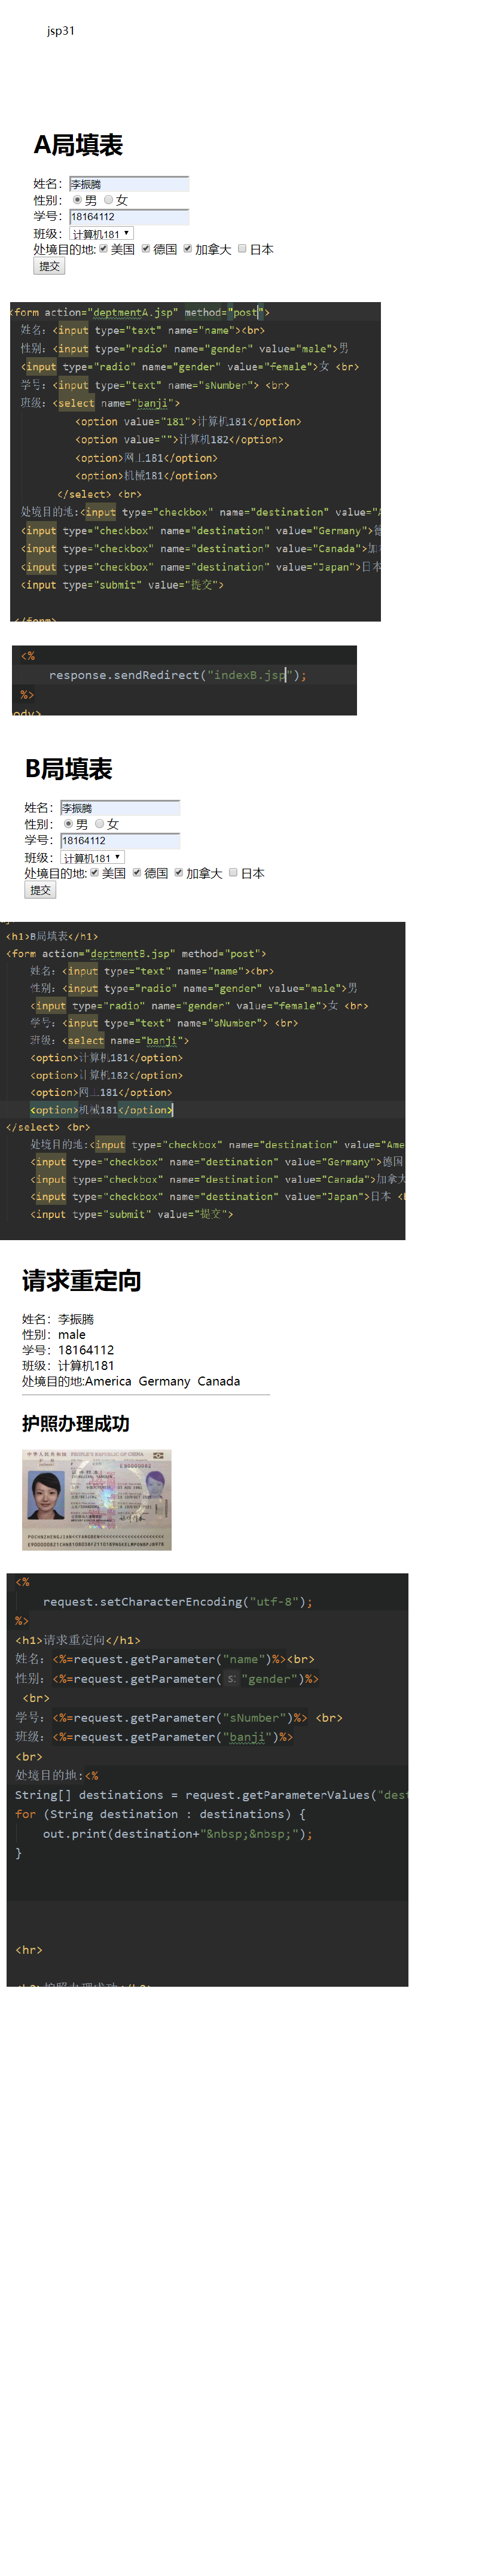 jsp31
A局填表
姓名：李振腾
性别： 男 女
学号：18164112
班级： 计算机181
处境目的地: 美国 德国 加拿大 日本
提交
<form action="deptmentA.jsp" method="post">
姓名：<input type="text" name="name"><br>
性别：<input type="radio" name="gender" value="male">男
<input type="radio" name="gender" value="female">女 <br>
学号：<input type="text" name="sNumber"> <br>
班级：<select name="banji">
<option value="181">计算机181</option>
<option value="">计算机182</option>
<option>网工181</option>
<option>机械181</option>
</select> <br>
处境目的地:<input type="checkbox" name="destination" value="A
<input type="checkbox" name="destination" value="Germany">德
<input type="checkbox" name="destination" value="Canada">加
<input type="checkbox" name="destination" value="Japan">日本
<input type="submit" value="提交">
</form>
<%
response.sendRedirect("indexB.jsp");
%>
ody>
B局填表
姓名：李振腾
性别： 男 女
学号：18164112
班级： 计算机181
处境目的地: 美国 德国 加拿大 日本
提交
<h1>B局填表</h1>
<form action="deptmentB.jsp" method="post">
姓名：<input type="text" name="name"><br>
性别：<input type="radio" name="gender" value="male">男
<input type="radio" name="gender" value="female">女 <br>
学号：<input type="text" name="sNumber"> <br>
班级：<select name="banji">
<option>计算机181</option>
<option>计算机182</option>
<option>网工181</option>
<option>机械181</option>
</select> <br>
处境目的地:<input type="checkbox" name="destination" value="Ame
<input type="checkbox" name="destination" value="Germany">德国
<input type="checkbox" name="destination" value="Canada">加拿大
<input type="checkbox" name="destination" value="Japan">日本 <b
<input type="submit" value="提交">
请求重定向
姓名：李振腾
性别：male
学号：18164112
班级：计算机181
处境目的地:America Germany Canada
护照办理成功
中华人民共和国 PEOPLE'S REPUBLIC OF CHINA
E90000082
<%
request.setCharacterEncoding("utf-8");
%>
<h1>请求重定向</h1>
姓名：<%=request.getParameter("name")%><br>
性别：<%=request.getParameter( s: "gender")%>
<br>
学号：<%=request.getParameter("sNumber")%> <br>
班级：<%=request.getParameter("banji")%>
<br>
处境目的地:<%
String[] destinations = request.getParameterValues("dest
for (String destination : destinations) {
out.print(destination+"&nbsp;&nbsp;");
}
<hr>